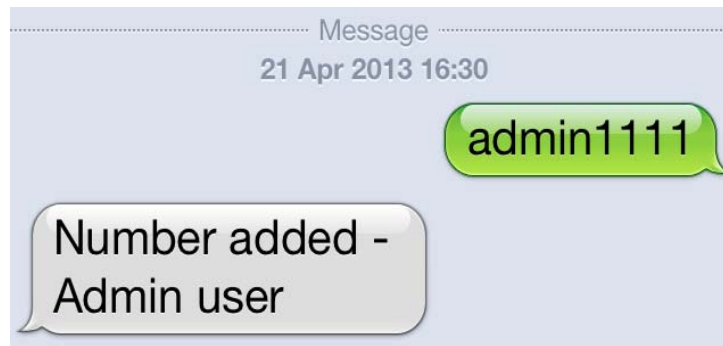 Message
21 Apr 2013 16:30
admin1111
Number added -
Admin user